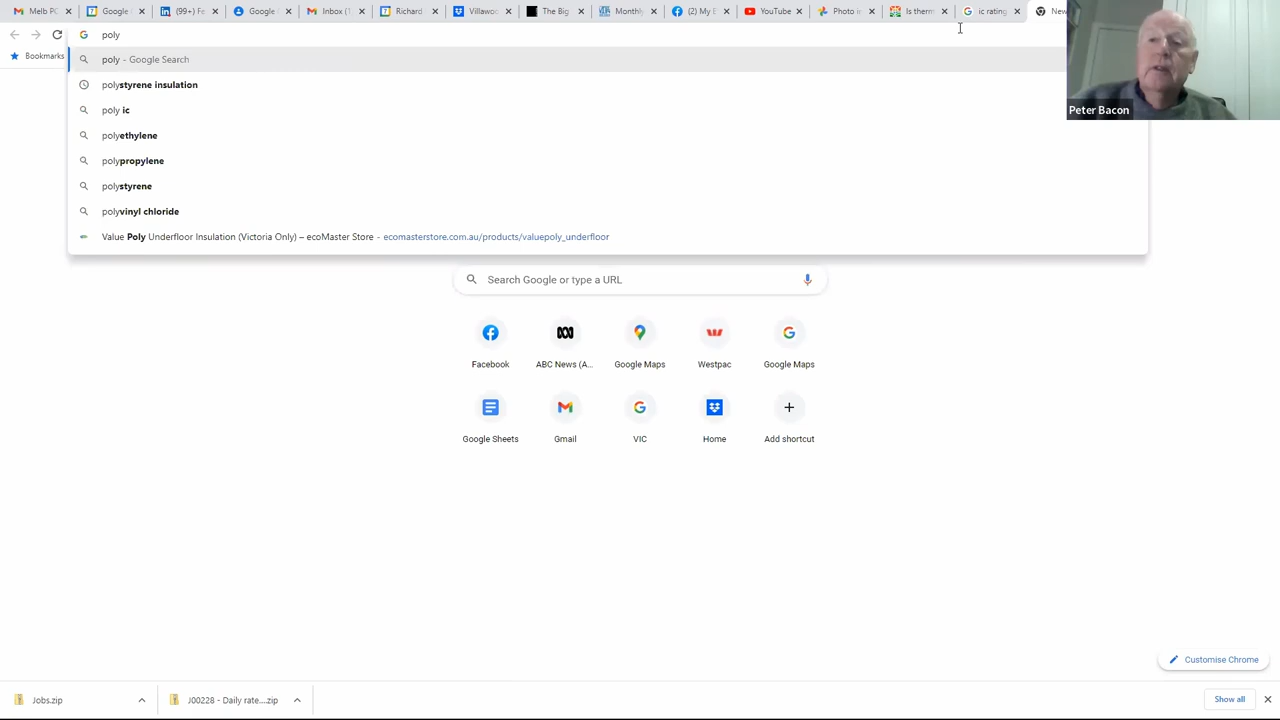 Melb PC
Google
(99+) Fe
Google
Inbox (1
Richard
Villawoo
The Big
Monthly
(2) My E
YouTube
Photo in
Is therm
ic rating
New
poly
Bookmarks
poly - Google Search
polystyrene insulation
poly ic
polyethylene
polypropylene
polystyrene
polyvinyl chloride
Value Poly Underfloor Insulation (Victoria Only) – ecoMaster Store - ecomasterstore.com.au/products/valuepoly_underfloor
Peter Bacon
Search Google or type a URL
Facebook
ABC News (A...
Google Maps
Westpac
Google Maps
Google Sheets
Gmail
VIC
Home
Add shortcut
Customise Chrome
Jobs.zip
J00228 - Daily rate....zip
Show all